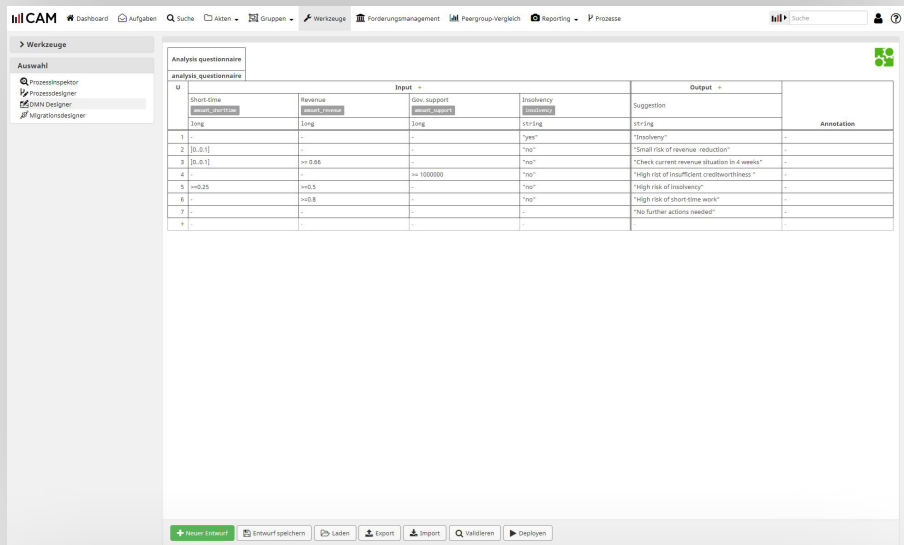 CAM Dashboard Aufgaben Suche Akten Gruppen Werkzeuge Forderungsmanagement Peergroup-Vergleich Reporting Prozesse Suche
Werkzeuge
Auswahl
Prozessinspektor
Prozessdesigner
DMN Designer
Migrationsdesigner
Analysis questionnaire
analysis_questionnaire
U Input + Output +
Short-time Revenue Gov. support Insolvency Suggestion Annotation
amount_shorttime amount_revenue amount_support insolvency
long long long string string
1 - - - "yes" "Insolveny" -
2 ]0..0.1] - - "no" "Small risk of revenue reduction" -
3 ]0..0.1] >= 0.66 - "no" "Check current revenue situation in 4 weeks" -
4 - - >= 1000000 "no" "High rist of insufficient creditworthiness " -
5 >=0.25 >=0.5 - "no" "High risk of insolvency" -
6 - >=0.8 - "no" "High risk of short-time work" -
7 - - - - "No further actions needed" -
+ - - - - - -
Neuer Entwurf Entwurf speichern Laden Export Import Validieren Deployen